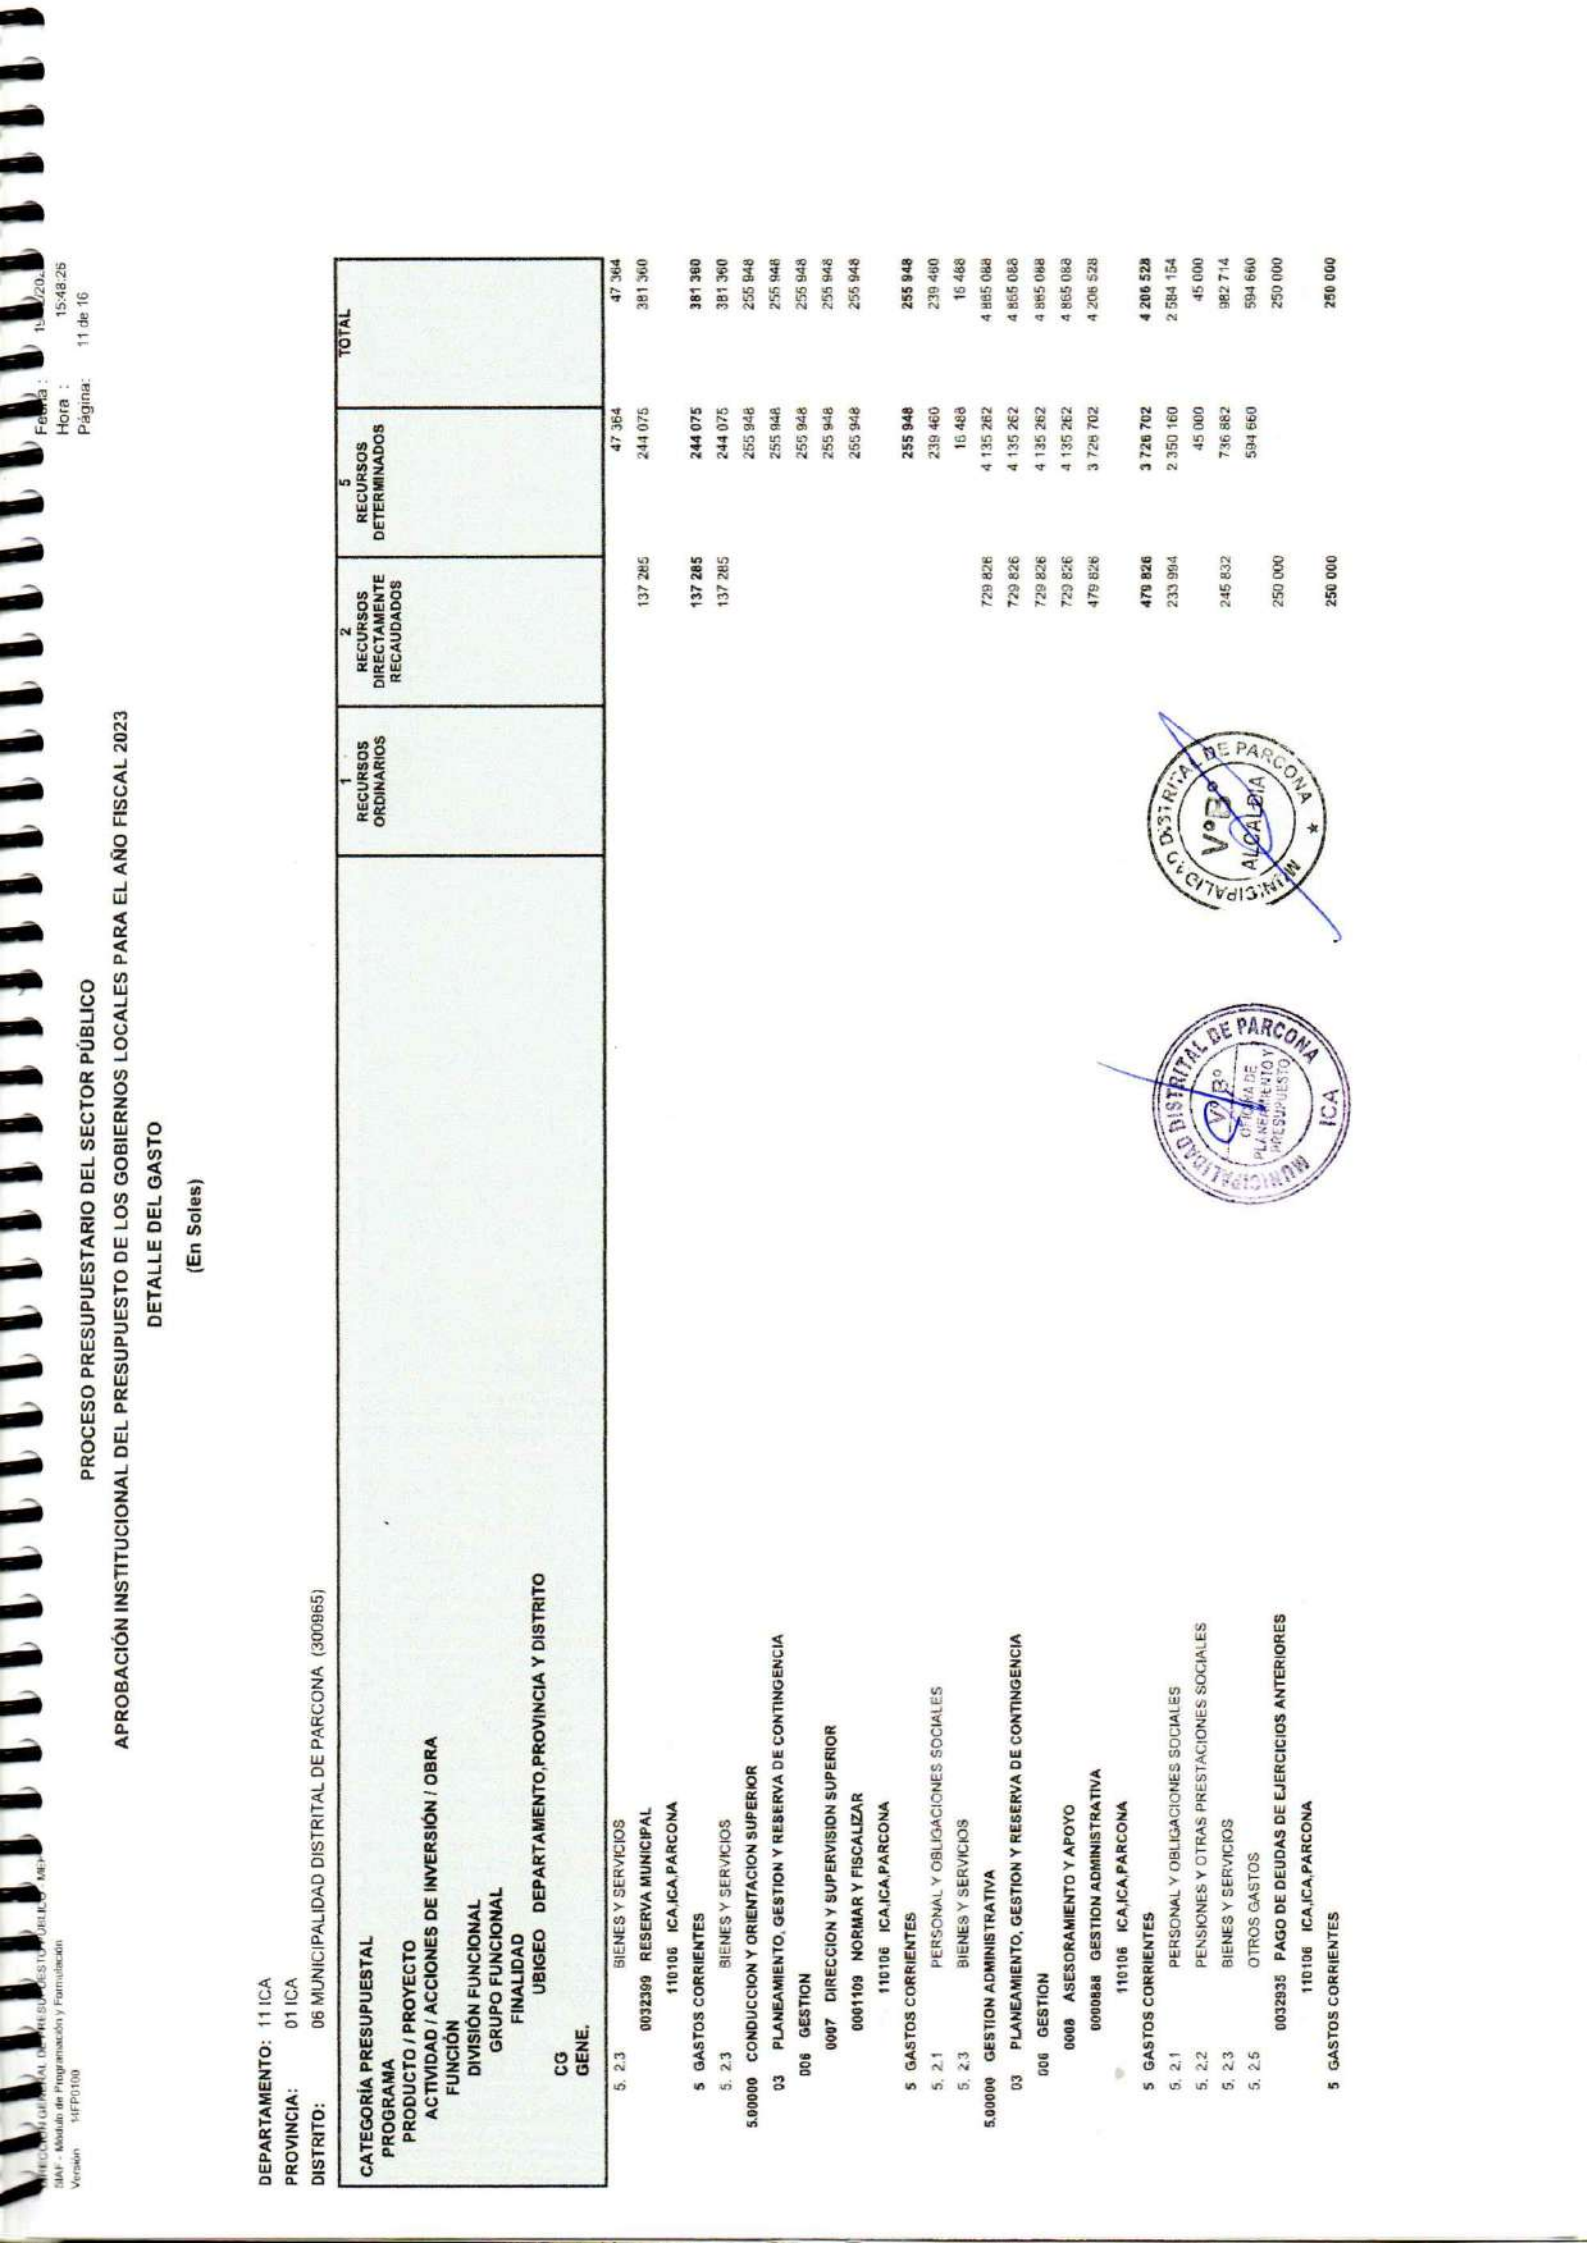 DIRECCION GENERAL DE PRESUPUESTO PUBLICO - MEF
SIAF - Módulo de Programación y Formulación
Versión 14FP0100
Fecha :
Hora : 15:48:26
Página: 11 de 16
PROCESO PRESUPUESTARIO DEL SECTOR PÚBLICO
APROBACIÓN INSTITUCIONAL DEL PRESUPUESTO DE LOS GOBIERNOS LOCALES PARA EL AÑO FISCAL 2023
DETALLE DEL GASTO
(En Soles)
DEPARTAMENTO: 11 ICA
PROVINCIA: 01 ICA
DISTRITO: 06 MUNICIPALIDAD DISTRITAL DE PARCONA (300965)
CATEGORÍA PRESUPUESTAL
PROGRAMA
PRODUCTO / PROYECTO
ACTIVIDAD / ACCIONES DE INVERSIÓN / OBRA
FUNCIÓN
DIVISIÓN FUNCIONAL
GRUPO FUNCIONAL
FINALIDAD
UBIGEO DEPARTAMENTO,PROVINCIA Y DISTRITO
CG
GENE.
1
RECURSOS
ORDINARIOS
2
RECURSOS
DIRECTAMENTE
RECAUDADOS
5
RECURSOS
DETERMINADOS
TOTAL
5. 2.3 BIENES Y SERVICIOS 47 364 47 364
0032399 RESERVA MUNICIPAL 137 285 244 075 381 360
110106 ICA,ICA,PARCONA
5 GASTOS CORRIENTES 137 285 244 075 381 360
5. 2.3 BIENES Y SERVICIOS 137 285 244 075 381 360
5.00000 CONDUCCION Y ORIENTACION SUPERIOR 255 948 255 948
03 PLANEAMIENTO, GESTION Y RESERVA DE CONTINGENCIA 255 948 255 948
006 GESTION 255 948 255 948
0007 DIRECCION Y SUPERVISION SUPERIOR 255 948 255 948
0001109 NORMAR Y FISCALIZAR 255 948 255 948
110106 ICA,ICA,PARCONA
5 GASTOS CORRIENTES 255 948 255 948
5. 2.1 PERSONAL Y OBLIGACIONES SOCIALES 239 460 239 460
5. 2.3 BIENES Y SERVICIOS 16 488 16 488
5.00000 GESTION ADMINISTRATIVA 729 826 4 135 262 4 865 088
03 PLANEAMIENTO, GESTION Y RESERVA DE CONTINGENCIA 729 826 4 135 262 4 865 088
006 GESTION 729 826 4 135 262 4 865 088
0008 ASESORAMIENTO Y APOYO 729 826 4 135 262 4 865 088
0000888 GESTION ADMINISTRATIVA 479 826 3 726 702 4 206 528
110106 ICA,ICA,PARCONA
5 GASTOS CORRIENTES 479 826 3 726 702 4 206 528
5. 2.1 PERSONAL Y OBLIGACIONES SOCIALES 233 994 2 350 160 2 584 154
5. 2.2 PENSIONES Y OTRAS PRESTACIONES SOCIALES 45 000 45 000
5. 2.3 BIENES Y SERVICIOS 245 832 736 882 982 714
5. 2.5 OTROS GASTOS 594 660 594 660
0032935 PAGO DE DEUDAS DE EJERCICIOS ANTERIORES 250 000 250 000
110106 ICA,ICA,PARCONA
5 GASTOS CORRIENTES 250 000 250 000
MUNICIPALIDAD DISTRITAL DE PARCONA
V°B°
OFICINA DE
PLANEAMIENTO Y
PRESUPUESTO
ICA
MUNICIPALIDAD DISTRITAL DE PARCONA
V°B°
ALCALDIA